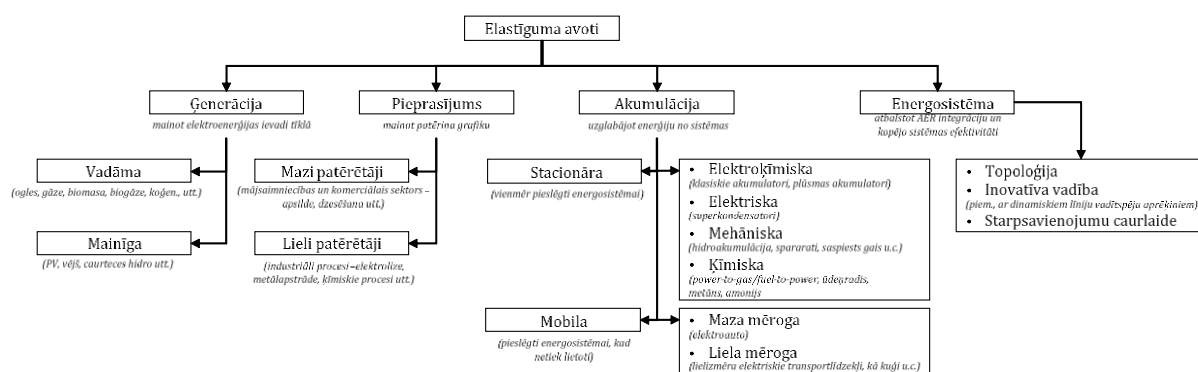 Elastīguma avoti
Ģenerācija
mainot elektroenerģijas ievadi tīklā
Vadāma
(ogles, gāze, biomasa, biogāze, koģen., utt.)
Mainīga
(PV, vējš, caurteces hidro utt.)
Pieprasījums
mainot patēriņa grafiku
Mazi patērētāji
(mājsaimniecības un komerciālais sektors –
apsilde, dzesēšana utt.)
Lieli patērētāji
(industriāli procesi–elektrolīze,
metālapstrāde, ķīmiskie procesi utt.)
Akumulācija
uzglabājot enerģiju no sistēmas
Stacionāra
(vienmēr pieslēgti energosistēmai)
• Elektroķīmiska
(klasiskie akumulatori, plūsmas akumulatori)
• Elektriska
(superkondensatori)
• Mehāniska
(hidroakumulācija, spararati, saspiests gais u.c.)
• Ķīmiska
(power-to-gas/fuel-to-power, ūdeņradis,
metāns, amonijs
Mobila
(pieslēgti energosistēmai, kad
netiek lietoti)
• Maza mēroga
(elektroauto)
• Liela mēroga
(lielizmēra elektriskie transportlīdzekļi, kā kuģi u.c.)
Energosistēma
atbalstot AER integrāciju un
kopējo sistēmas efektivitāti
• Topoloģija
• Inovatīva vadība
(piem., ar dinamiskiem līniju vadītspēju aprēķiniem)
• Starpsavienojumu caurlaide